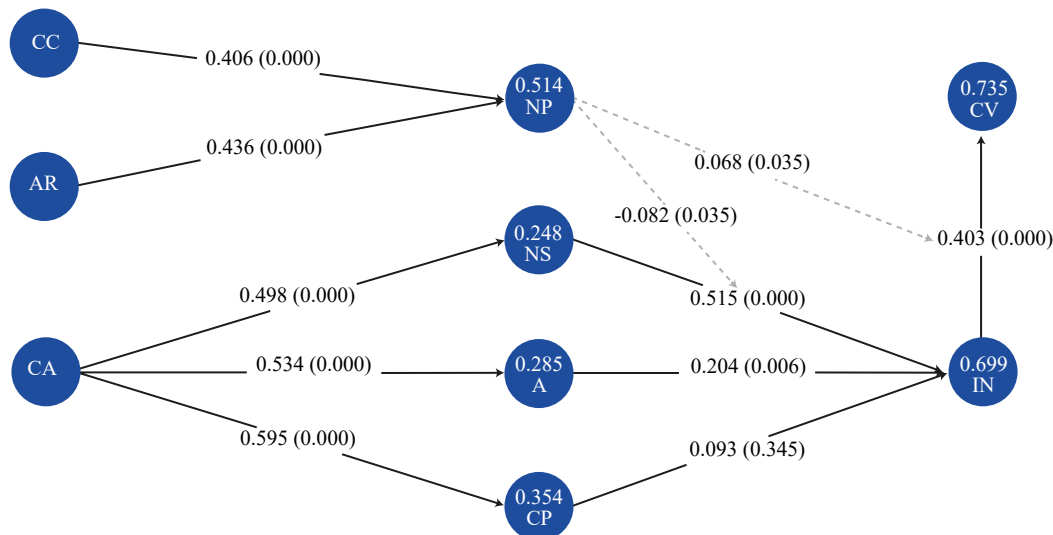 CC
0.406 (0.000)
0.514
NP
0.735
CV
AR
0.436 (0.000)
0.068 (0.035)
-0.082 (0.035)
0.248
NS
0.403 (0.000)
0.498 (0.000)
0.515 (0.000)
CA
0.534 (0.000)
0.285
A
0.204 (0.006)
0.699
IN
0.595 (0.000)
0.093 (0.345)
0.354
CP